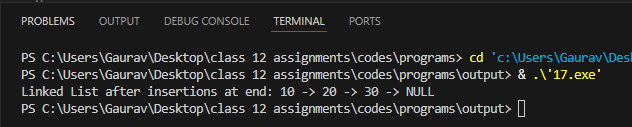 PROBLEMS OUTPUT DEBUG CONSOLE TERMINAL PORTS
PS C:\Users\Gaurav\Desktop\class 12 assignments\codes\programs> cd 'c:\Users\Gaurav\Des
PS C:\Users\Gaurav\Desktop\class 12 assignments\codes\programs\output> & .\'17.exe'
Linked List after insertions at end: 10 -> 20 -> 30 -> NULL
PS C:\Users\Gaurav\Desktop\class 12 assignments\codes\programs\output>